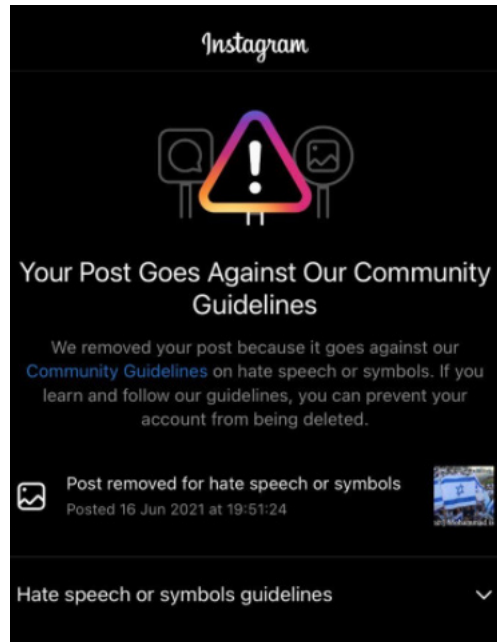 Instagram
Your Post Goes Against Our Community
Guidelines
We removed your post because it goes against our
Community Guidelines on hate speech or symbols. If you
learn and follow our guidelines, you can prevent your
account from being deleted.
Post removed for hate speech or symbols
Posted 16 Jun 2021 at 19:51:24
Hate speech or symbols guidelines